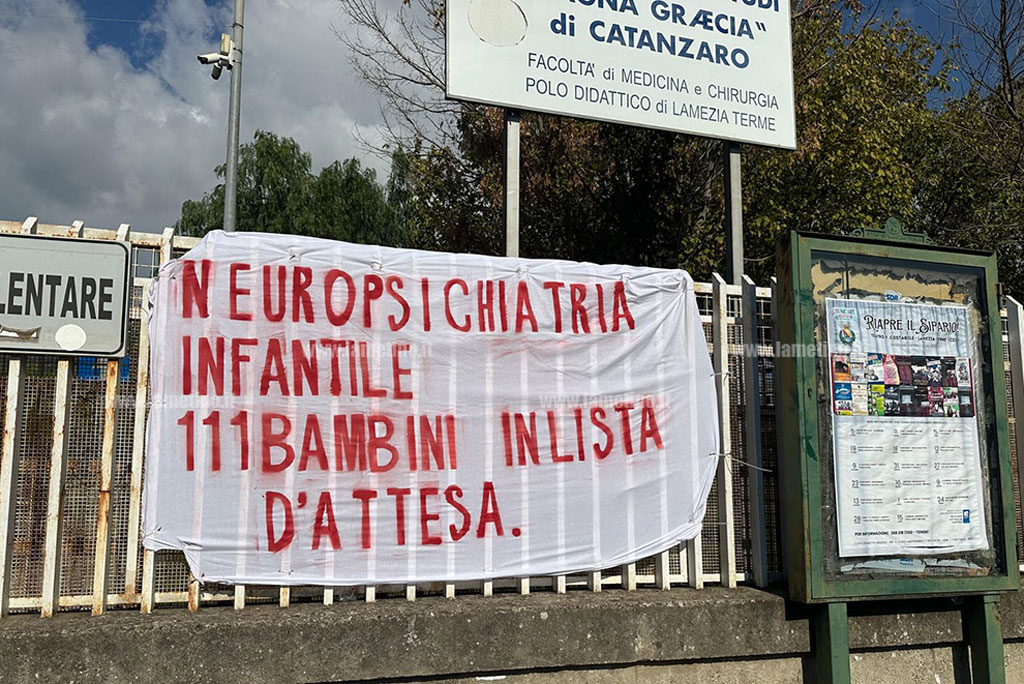 "MAGNA GRÆCIA"
di CATANZARO
FACOLTA' di MEDICINA e CHIRURGIA
POLO DIDATTICO di LAMEZIA TERME
LENTARE
NEUROPSICHIATRIA
INFANTILE
111 BAMBINI IN LISTA
D'ATTESA.
RIAPRE IL SIPARIO!